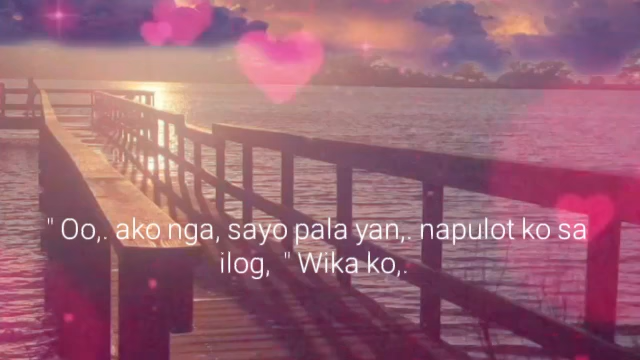 " Oo,. ako nga, sayo pala yan,. napulot ko sa
ilog,  " Wika ko,.